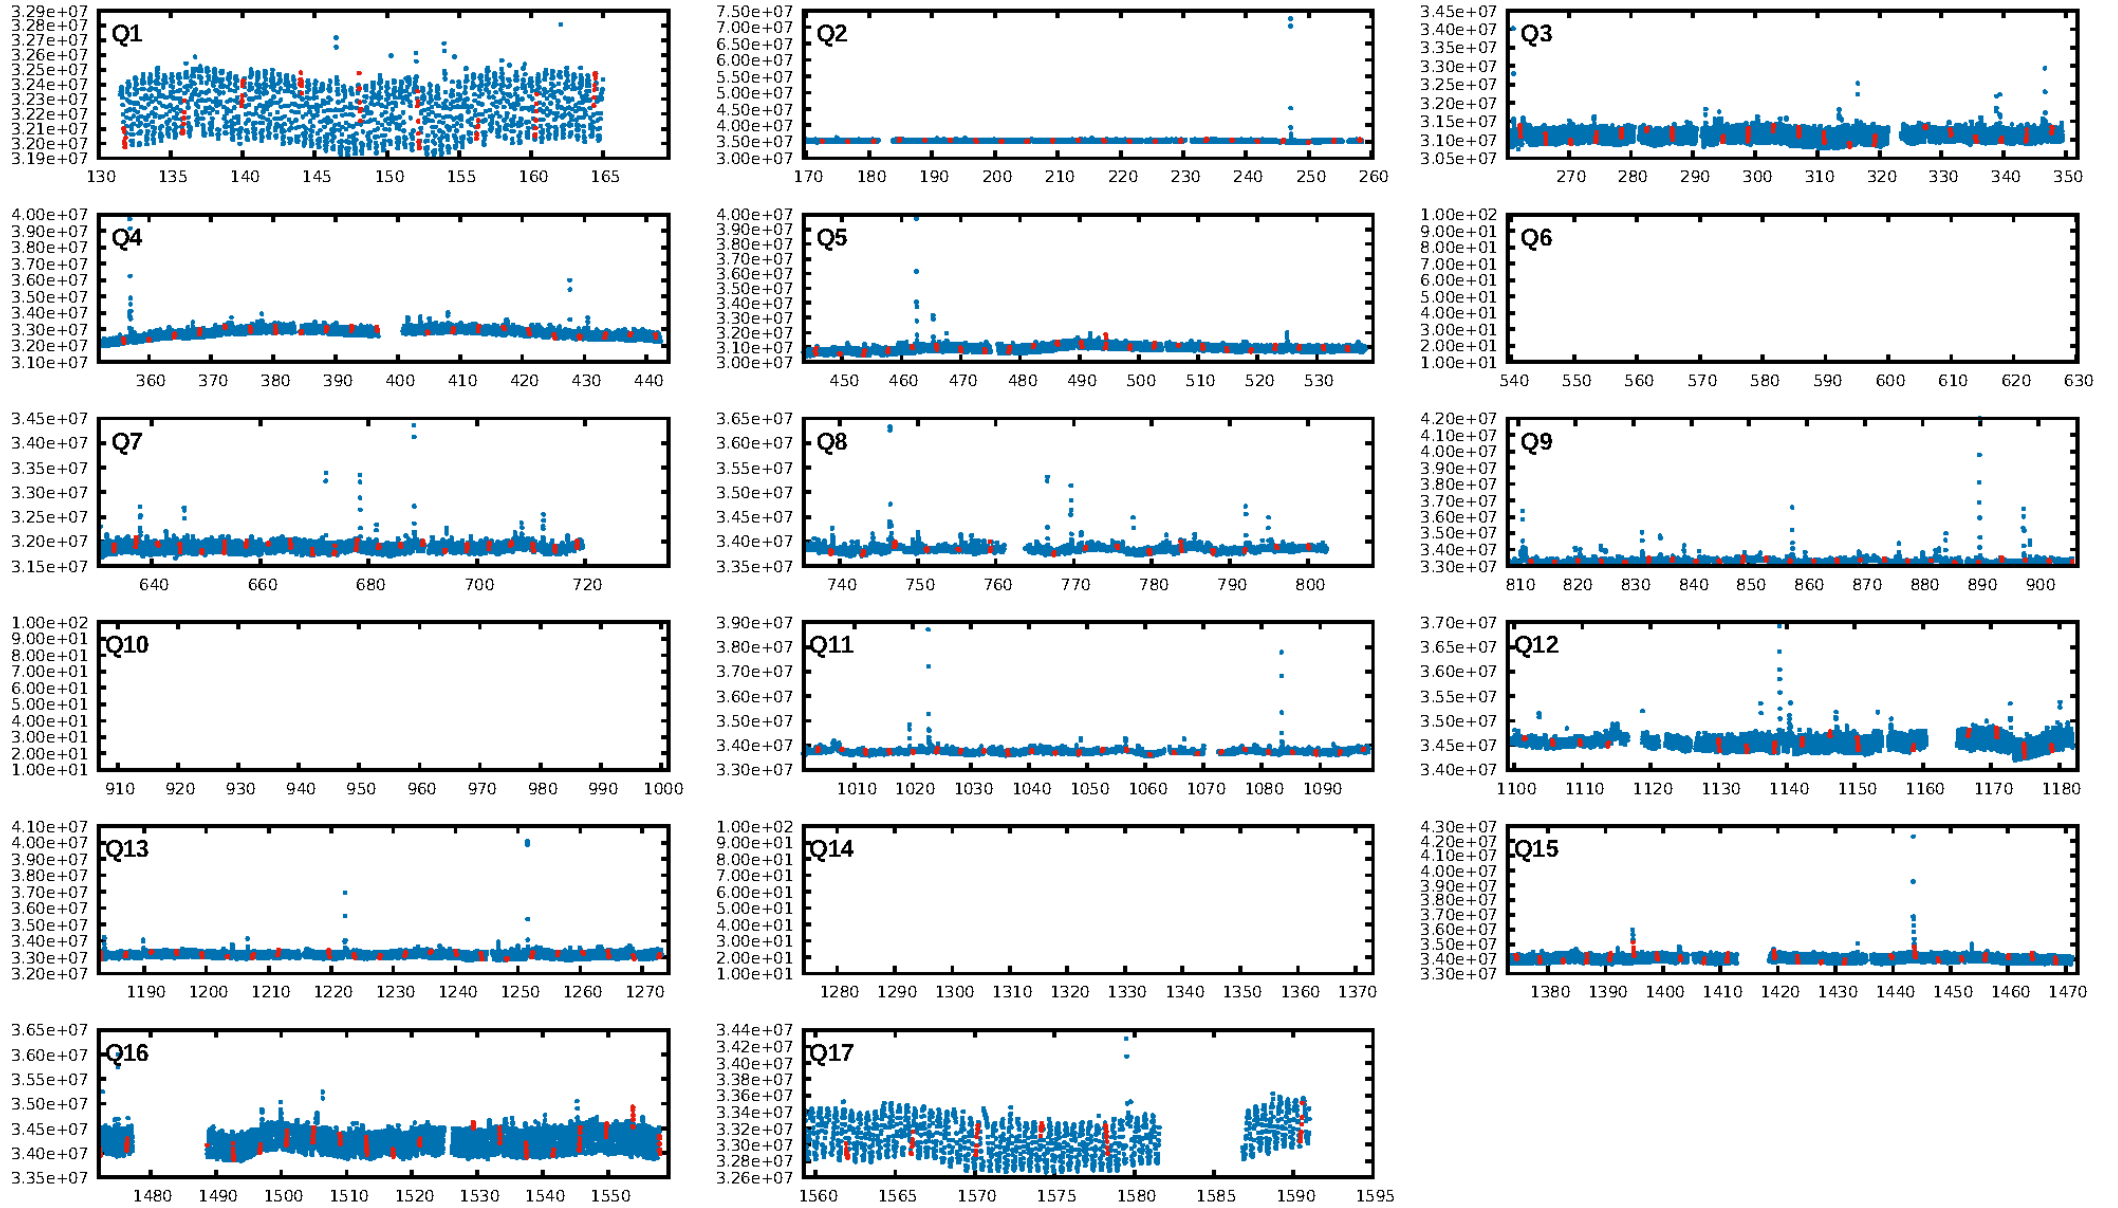 3.29e+07
3.28e+07
3.27e+07
3.26e+07
3.25e+07
3.24e+07
3.23e+07
3.22e+07
3.21e+07
3.20e+07
3.19e+07
Q1
130 135 140 145 150 155 160 165
7.50e+07
7.00e+07
6.50e+07
6.00e+07
5.50e+07
5.00e+07
4.50e+07
4.00e+07
3.50e+07
3.00e+07
Q2
170 180 190 200 210 220 230 240 250 260
3.45e+07
3.40e+07
3.35e+07
3.30e+07
3.25e+07
3.20e+07
3.15e+07
3.10e+07
3.05e+07
Q3
270 280 290 300 310 320 330 340 350
4.00e+07
3.90e+07
3.80e+07
3.70e+07
3.60e+07
3.50e+07
3.40e+07
3.30e+07
3.20e+07
3.10e+07
Q4
360 370 380 390 400 410 420 430 440
4.00e+07
3.90e+07
3.80e+07
3.70e+07
3.60e+07
3.50e+07
3.40e+07
3.30e+07
3.20e+07
3.10e+07
3.00e+07
Q5
450 460 470 480 490 500 510 520 530
1.00e+02
9.00e+01
8.00e+01
7.00e+01
6.00e+01
5.00e+01
4.00e+01
3.00e+01
2.00e+01
1.00e+01
Q6
540 550 560 570 580 590 600 610 620 630
3.45e+07
3.40e+07
3.35e+07
3.30e+07
3.25e+07
3.20e+07
3.15e+07
Q7
640 660 680 700 720
3.65e+07
3.60e+07
3.55e+07
3.50e+07
3.45e+07
3.40e+07
3.35e+07
Q8
740 750 760 770 780 790 800
4.20e+07
4.10e+07
4.00e+07
3.90e+07
3.80e+07
3.70e+07
3.60e+07
3.50e+07
3.40e+07
3.30e+07
Q9
810 820 830 840 850 860 870 880 890 900
1.00e+02
9.00e+01
8.00e+01
7.00e+01
6.00e+01
5.00e+01
4.00e+01
3.00e+01
2.00e+01
1.00e+01
Q10
910 920 930 940 950 960 970 980 990 1000
3.90e+07
3.80e+07
3.70e+07
3.60e+07
3.50e+07
3.40e+07
3.30e+07
Q11
1010 1020 1030 1040 1050 1060 1070 1080 1090
3.70e+07
3.65e+07
3.60e+07
3.55e+07
3.50e+07
3.45e+07
3.40e+07
Q12
1100 1110 1120 1130 1140 1150 1160 1170 1180
4.10e+07
4.00e+07
3.90e+07
3.80e+07
3.70e+07
3.60e+07
3.50e+07
3.40e+07
3.30e+07
3.20e+07
Q13
1190 1200 1210 1220 1230 1240 1250 1260 1270
1.00e+02
9.00e+01
8.00e+01
7.00e+01
6.00e+01
5.00e+01
4.00e+01
3.00e+01
2.00e+01
1.00e+01
Q14
1280 1290 1300 1310 1320 1330 1340 1350 1360 1370
4.30e+07
4.20e+07
4.10e+07
4.00e+07
3.90e+07
3.80e+07
3.70e+07
3.60e+07
3.50e+07
3.40e+07
3.30e+07
Q15
1380 1390 1400 1410 1420 1430 1440 1450 1460 1470
3.65e+07
3.60e+07
3.55e+07
3.50e+07
3.45e+07
3.40e+07
3.35e+07
Q16
1480 1490 1500 1510 1520 1530 1540 1550
3.44e+07
3.42e+07
3.40e+07
3.38e+07
3.36e+07
3.34e+07
3.32e+07
3.30e+07
3.28e+07
3.26e+07
Q17
1560 1565 1570 1575 1580 1585 1590 1595